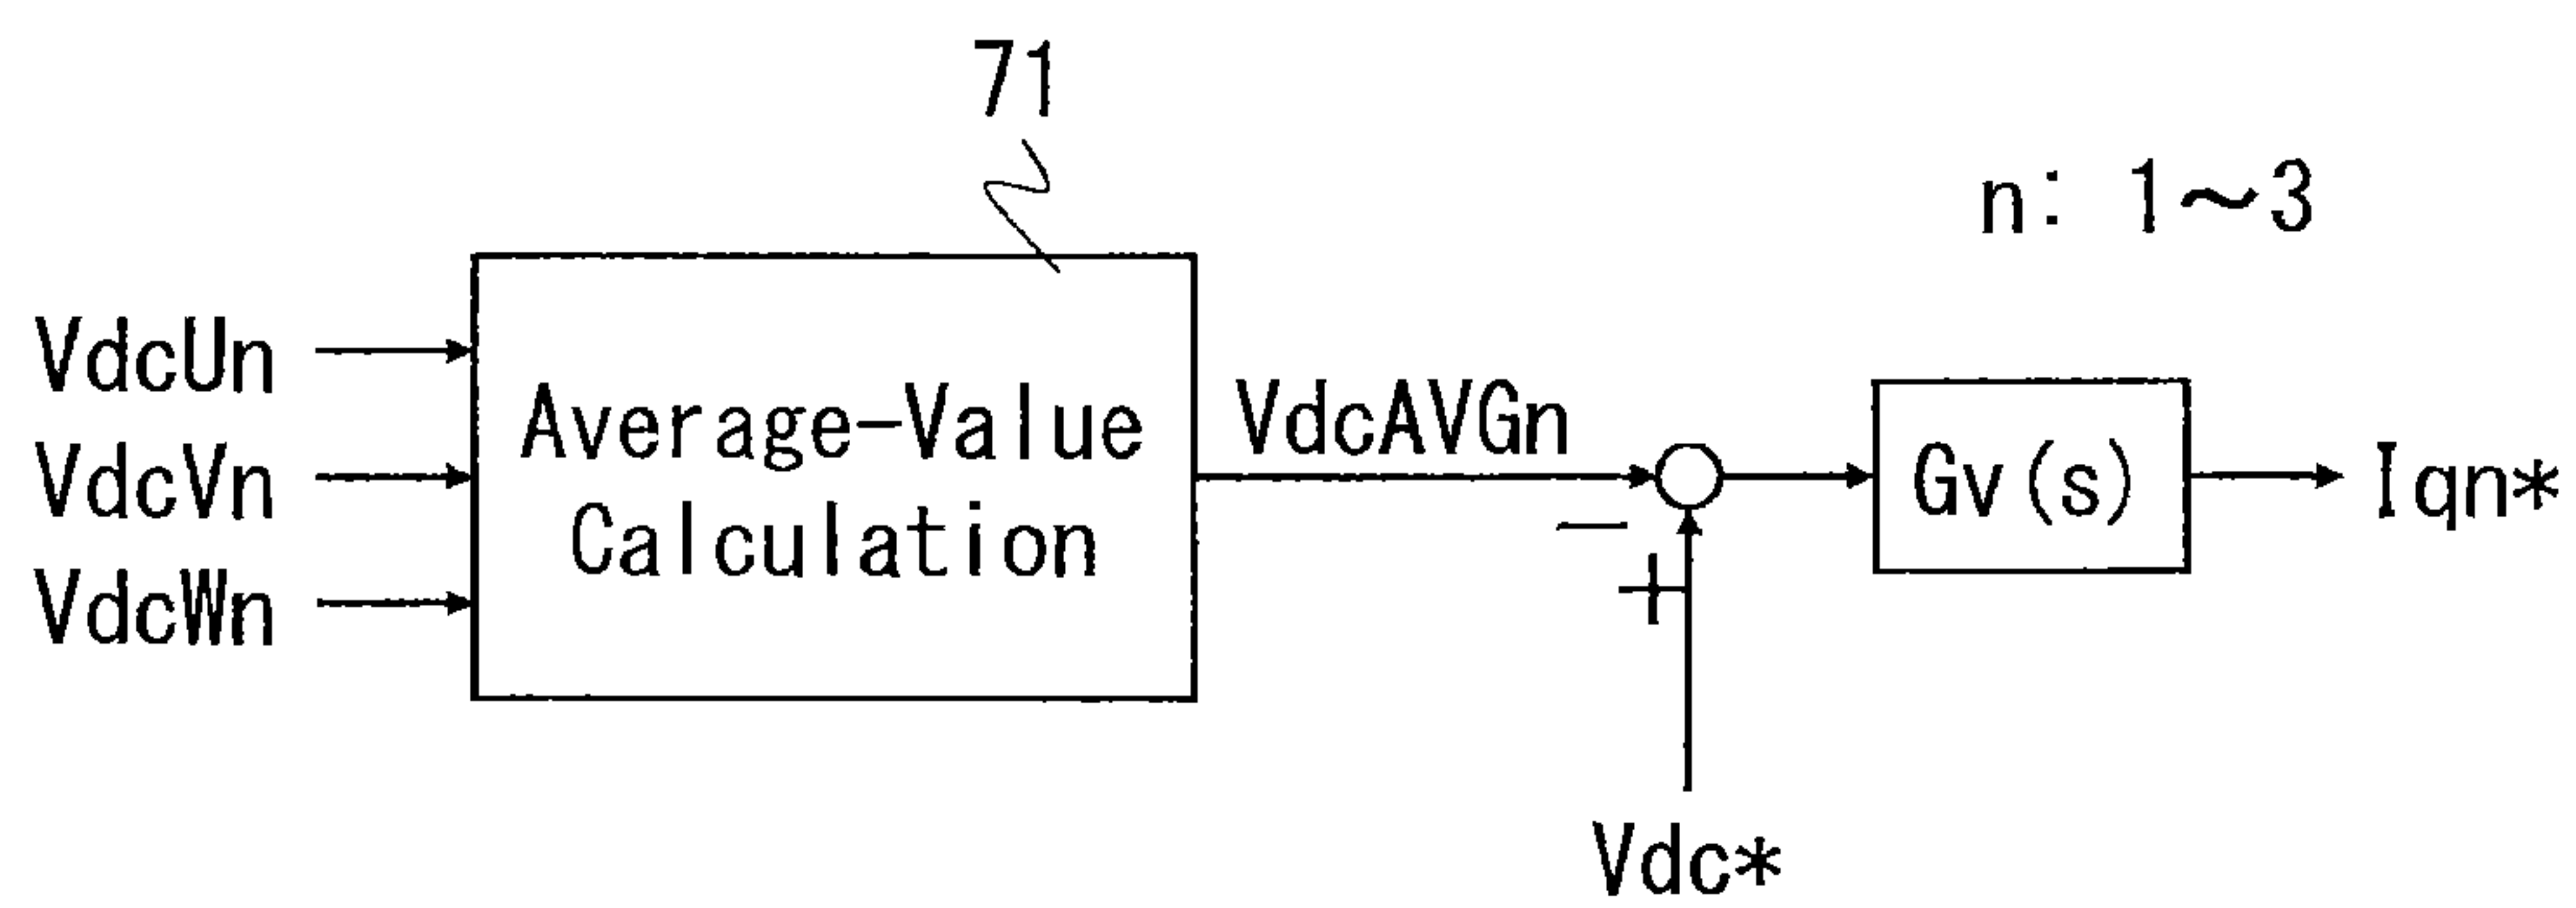 71
n: 1～3
VdcUn
VdcVn
VdcWn
Average-Value
Calculation
VdcAVGn
−
+
Gv(s)
Iqn*
Vdc*